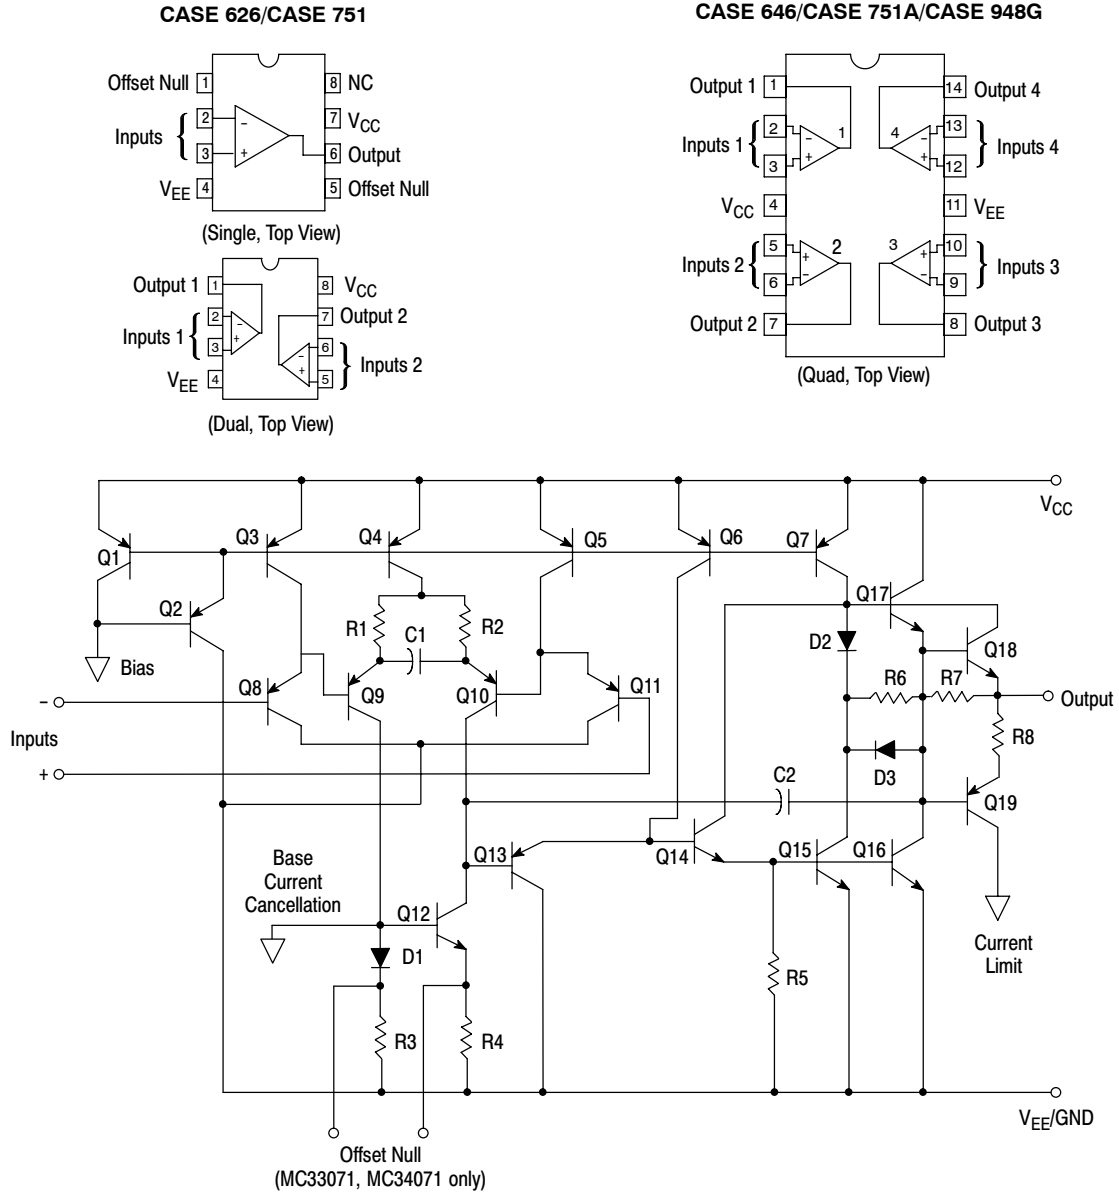 CASE 626/CASE 751
Offset Null 1
8 NC
Inputs
2
−
7 VCC
3
+
6 Output
VEE 4
5 Offset Null
(Single, Top View)
Output 1 1
8 VCC
Inputs 1
2
−
7 Output 2
3
+
−
6
Inputs 2
VEE 4
+
5
(Dual, Top View)
CASE 646/CASE 751A/CASE 948G
Output 1 1
14 Output 4
Inputs 1
2
−
1
4
−
13
Inputs 4
3
+
+
12
VCC 4
11 VEE
Inputs 2
5
+
2
3
+
10
Inputs 3
6
−
−
9
Output 2 7
8 Output 3
(Quad, Top View)
VCC
Q1
Q3
Q4
Q5
Q6
Q7
Q2
Q17
R1
C1
R2
D2
Q18
Bias
Q8
Q9
Q10
Q11
R6
R7
−
Output
Inputs
R8
D3
+
C2
Q19
Q13
Q14
Q15
Q16
Base
Current
Cancellation
Q12
D1
Current
Limit
R5
R3
R4
VEE/GND
Offset Null
(MC33071, MC34071 only)